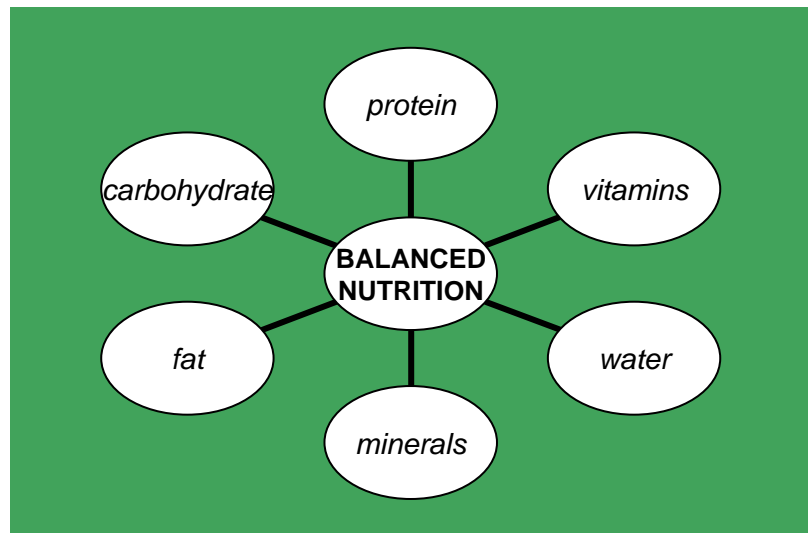 protein
carbohydrate
vitamins
BALANCED
NUTRITION
fat
water
minerals